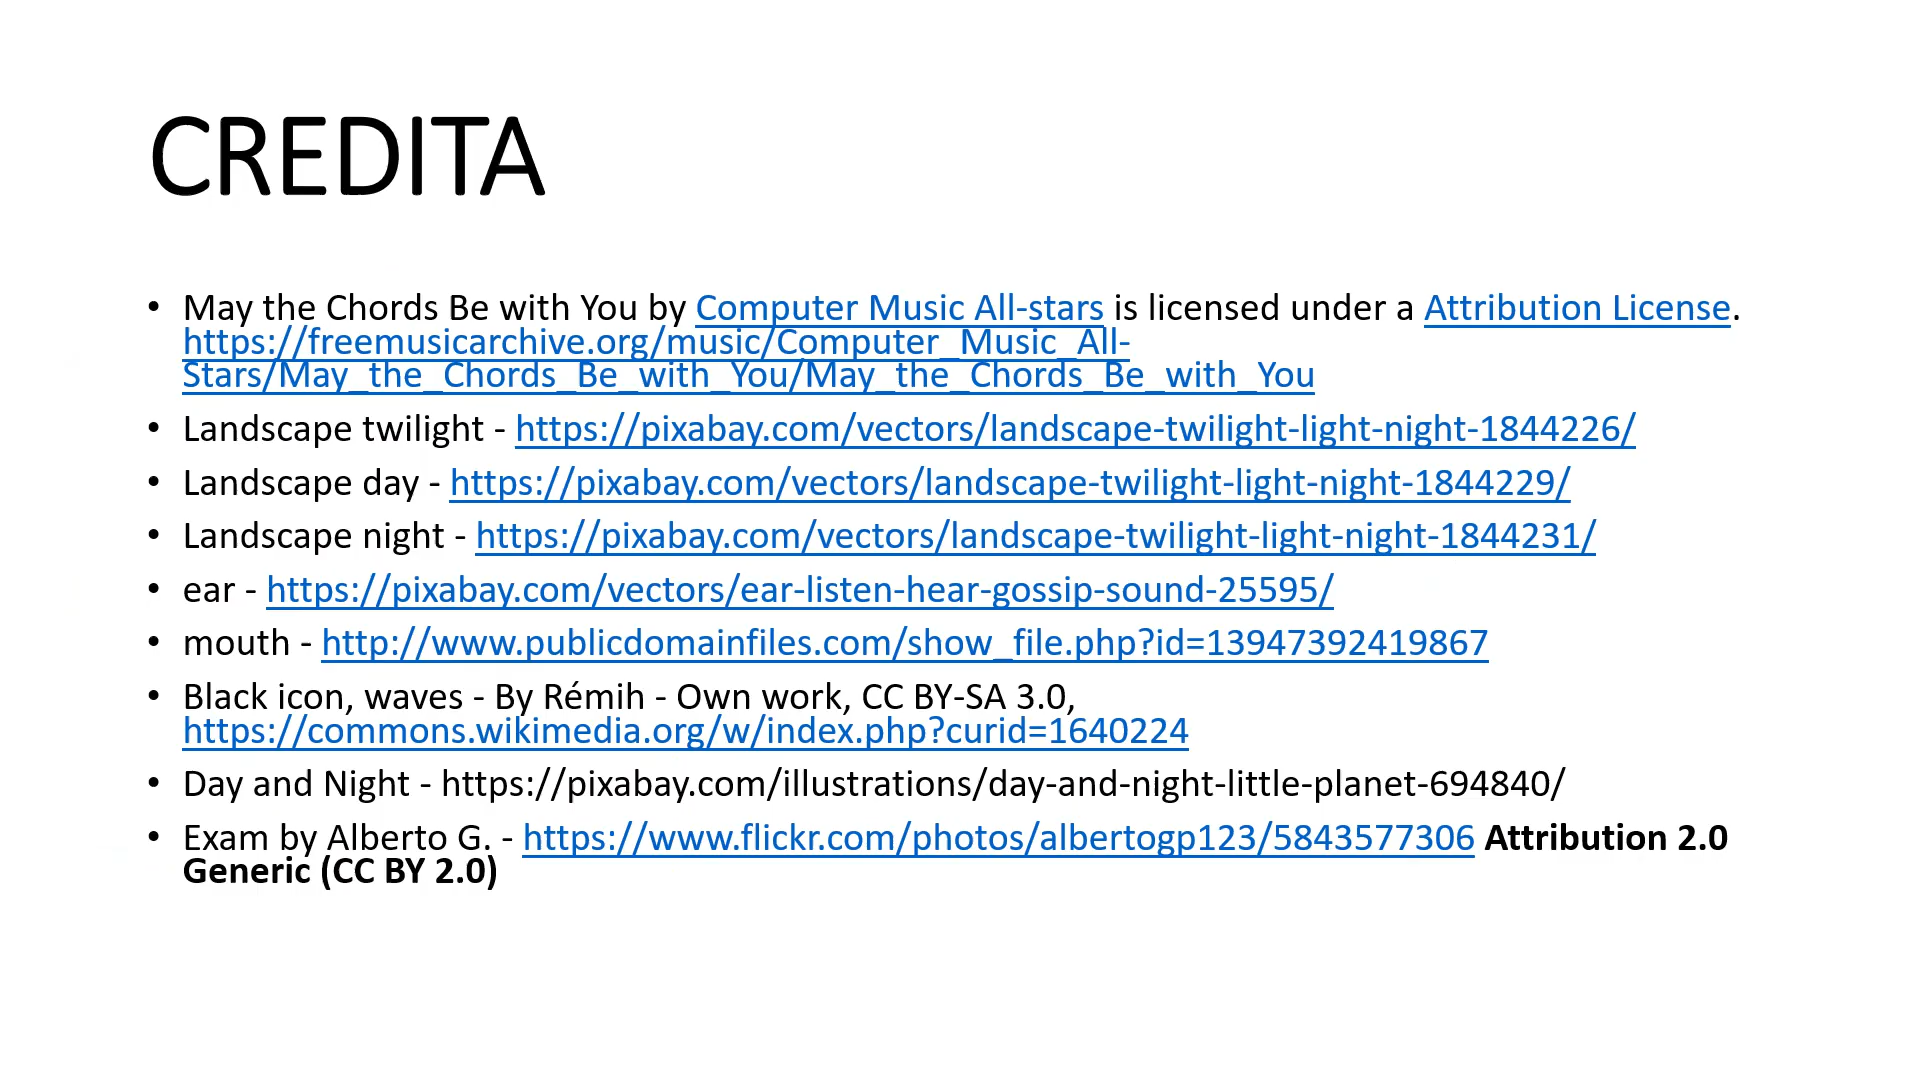 CREDITA
• May the Chords Be with You by Computer Music All-stars is licensed under a Attribution License.
https://freemusicarchive.org/music/Computer_Music_All-
Stars/May_the_Chords_Be_with_You/May_the_Chords_Be_with_You
• Landscape twilight - https://pixabay.com/vectors/landscape-twilight-light-night-1844226/
• Landscape day - https://pixabay.com/vectors/landscape-twilight-light-night-1844229/
• Landscape night - https://pixabay.com/vectors/landscape-twilight-light-night-1844231/
• ear - https://pixabay.com/vectors/ear-listen-hear-gossip-sound-25595/
• mouth - http://www.publicdomainfiles.com/show_file.php?id=13947392419867
• Black icon, waves - By Rémih - Own work, CC BY-SA 3.0,
https://commons.wikimedia.org/w/index.php?curid=1640224
• Day and Night - https://pixabay.com/illustrations/day-and-night-little-planet-694840/
• Exam by Alberto G. - https://www.flickr.com/photos/albertogp123/5843577306 Attribution 2.0
Generic (CC BY 2.0)